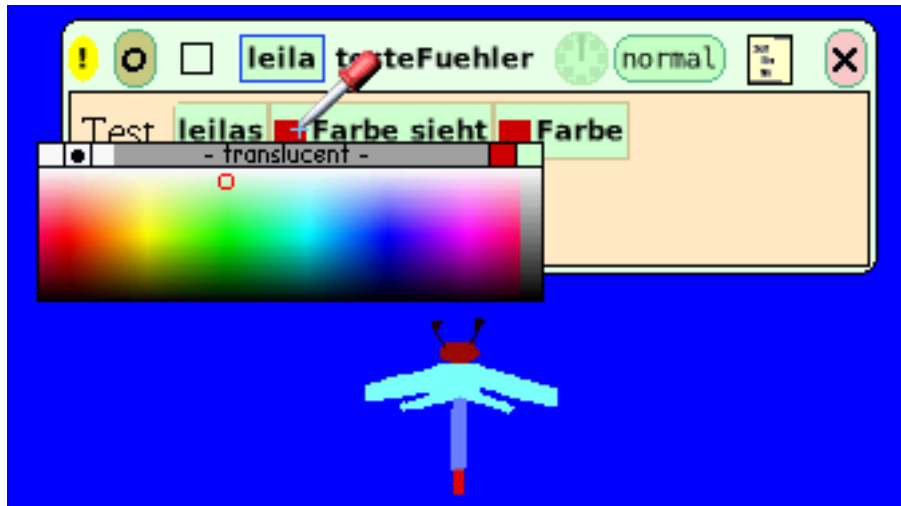 ! O leila testeFuehler normal X
Test leilas Farbe sieht Farbe
- translucent -